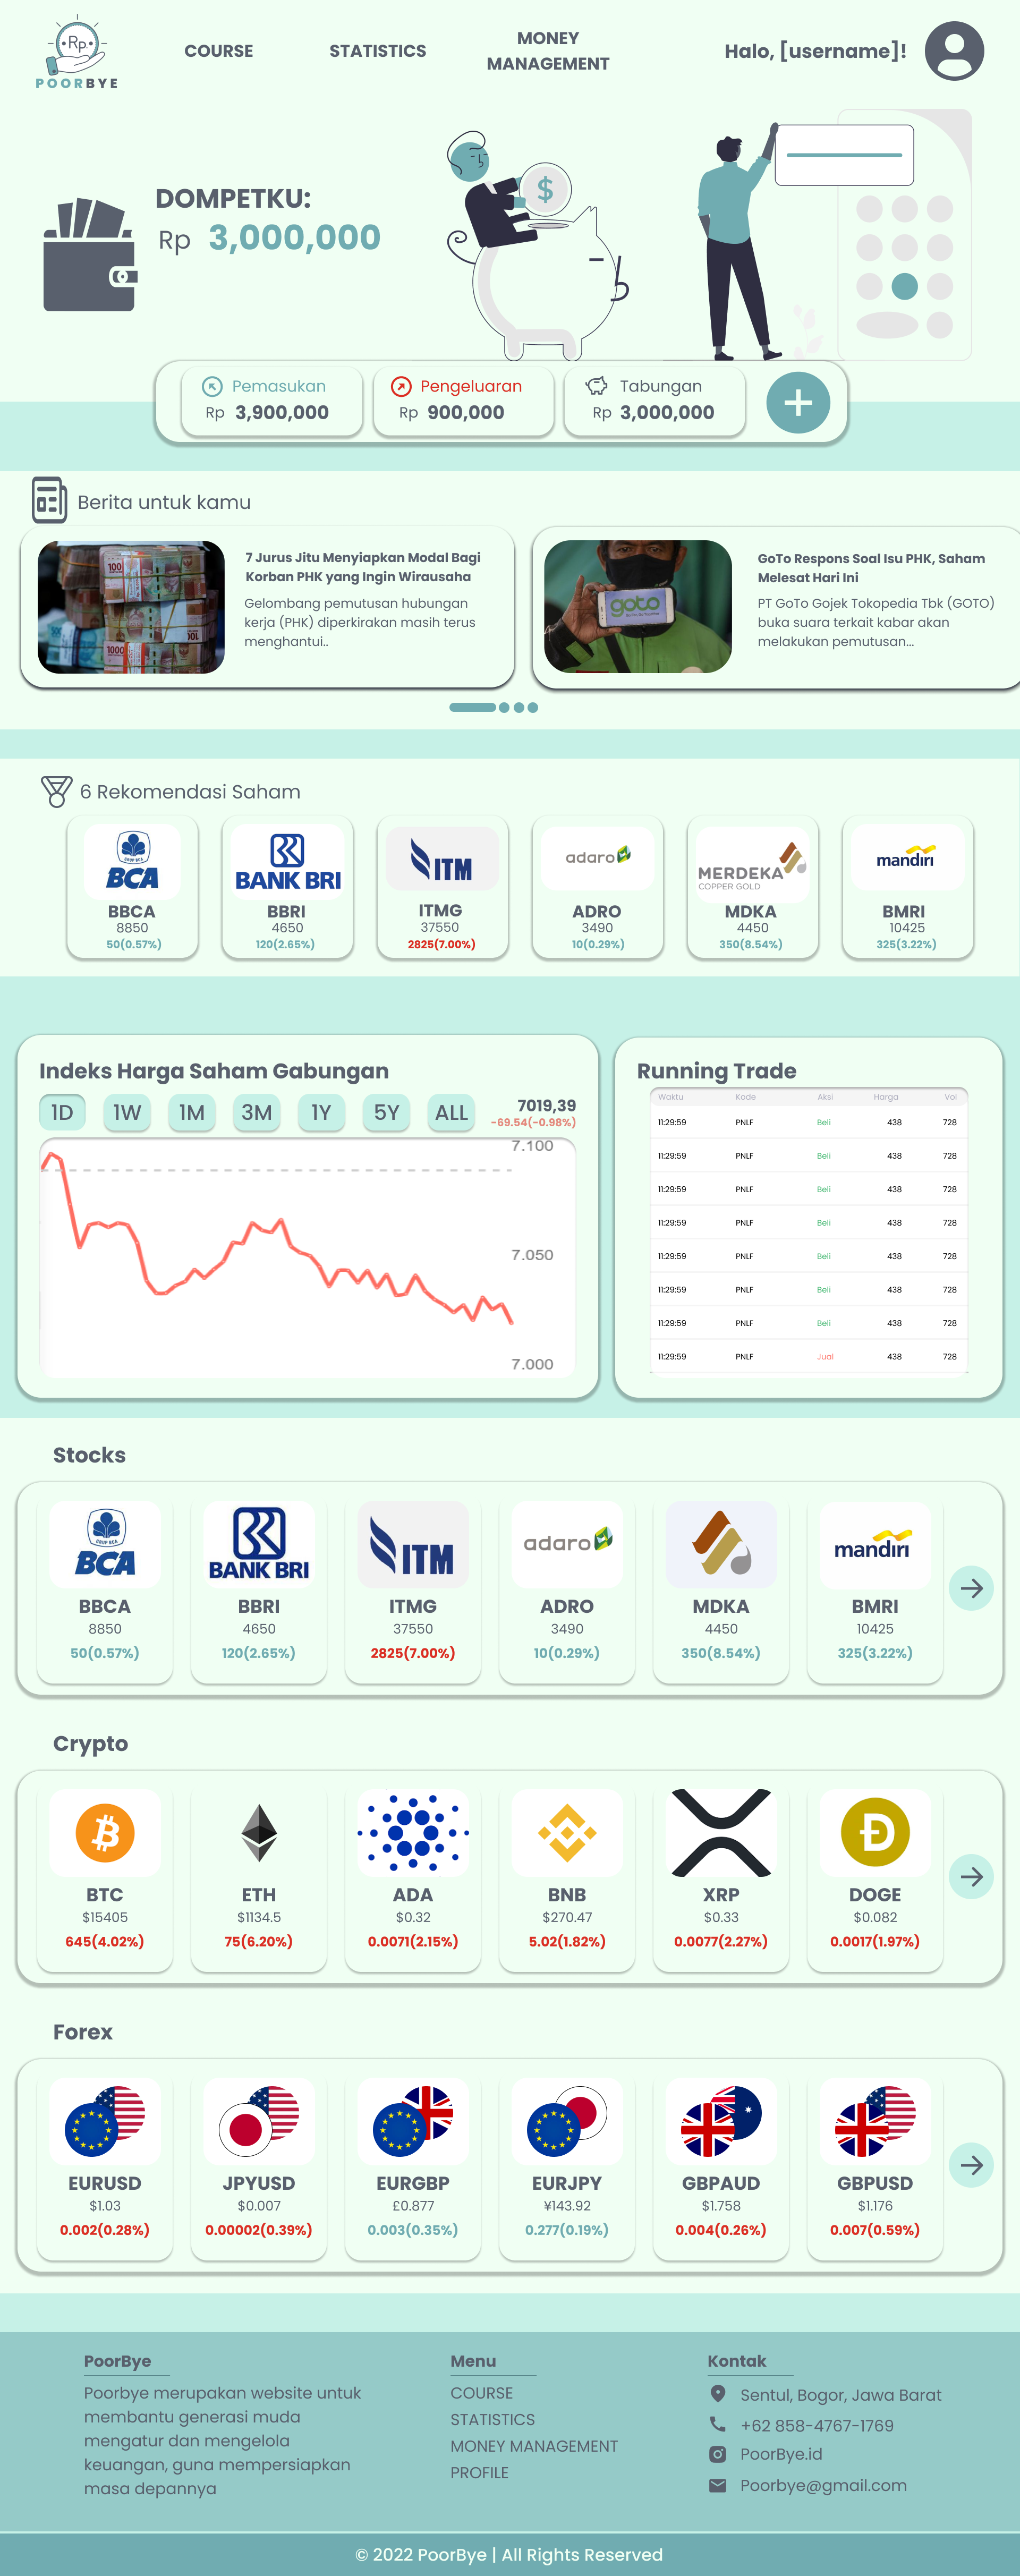 Rp.
POORBYE
COURSE
STATISTICS
MONEY
MANAGEMENT
Halo, [username]!
DOMPETKU:
Rp 3,000,000
$
Pemasukan
Rp 3,900,000
Pengeluaran
Rp 900,000
Tabungan
Rp 3,000,000
+
Berita untuk kamu
7 Jurus Jitu Menyiapkan Modal Bagi
Korban PHK yang Ingin Wirausaha
Gelombang pemutusan hubungan
kerja (PHK) diperkirakan masih terus
menghantui..
goto
GoTo Respons Soal Isu PHK, Saham
Melesat Hari Ini
PT GoTo Gojek Tokopedia Tbk (GOTO)
buka suara terkait kabar akan
melakukan pemutusan...
6 Rekomendasi Saham
BCA
BBCA
8850
50(0.57%)
BANK BRI
BBRI
4650
120(2.65%)
ITM
ITMG
37550
2825(7.00%)
adaro
ADRO
3490
10(0.29%)
MERDEKA
COPPER GOLD
MDKA
4450
350(8.54%)
mandiri
BMRI
10425
325(3.22%)
Indeks Harga Saham Gabungan
1D 1W 1M 3M 1Y 5Y ALL
7019,39
-69.54(-0.98%)
7.100
7.050
7.000
Running Trade
Waktu Kode Aksi Harga Vol
11:29:59 PNLF Beli 438 728
11:29:59 PNLF Beli 438 728
11:29:59 PNLF Beli 438 728
11:29:59 PNLF Beli 438 728
11:29:59 PNLF Beli 438 728
11:29:59 PNLF Beli 438 728
11:29:59 PNLF Beli 438 728
11:29:59 PNLF Jual 438 728
Stocks
GRUP BCA
BCA
BBCA
8850
50(0.57%)
BANK BRI
BBRI
4650
120(2.65%)
ITM
ITMG
37550
2825(7.00%)
adaro
ADRO
3490
10(0.29%)
MDKA
4450
350(8.54%)
mandiri
BMRI
10425
325(3.22%)
Crypto
BTC
$15405
645(4.02%)
ETH
$1134.5
75(6.20%)
ADA
$0.32
0.0071(2.15%)
BNB
$270.47
5.02(1.82%)
XRP
$0.33
0.0077(2.27%)
DOGE
$0.082
0.0017(1.97%)
Forex
EURUSD
$1.03
0.002(0.28%)
JPYUSD
$0.007
0.00002(0.39%)
EURGBP
£0.877
0.003(0.35%)
EURJPY
¥143.92
0.277(0.19%)
GBPAUD
$1.758
0.004(0.26%)
GBPUSD
$1.176
0.007(0.59%)
PoorBye
Poorbye merupakan website untuk
membantu generasi muda
mengatur dan mengelola
keuangan, guna mempersiapkan
masa depannya
Menu
COURSE
STATISTICS
MONEY MANAGEMENT
PROFILE
Kontak
Sentul, Bogor, Jawa Barat
+62 858-4767-1769
PoorBye.id
Poorbye@gmail.com
© 2022 PoorBye | All Rights Reserved